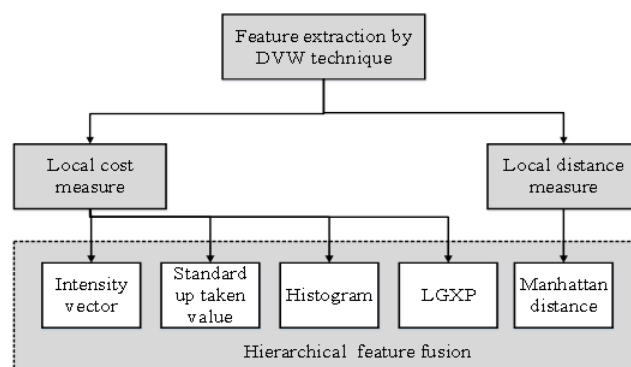 Feature extraction by
DVW technique
Local cost
measure
Local distance
measure
Intensity
vector
Standard
up taken
value
Histogram
LGXP
Manhattan
distance
Hierarchical feature fusion